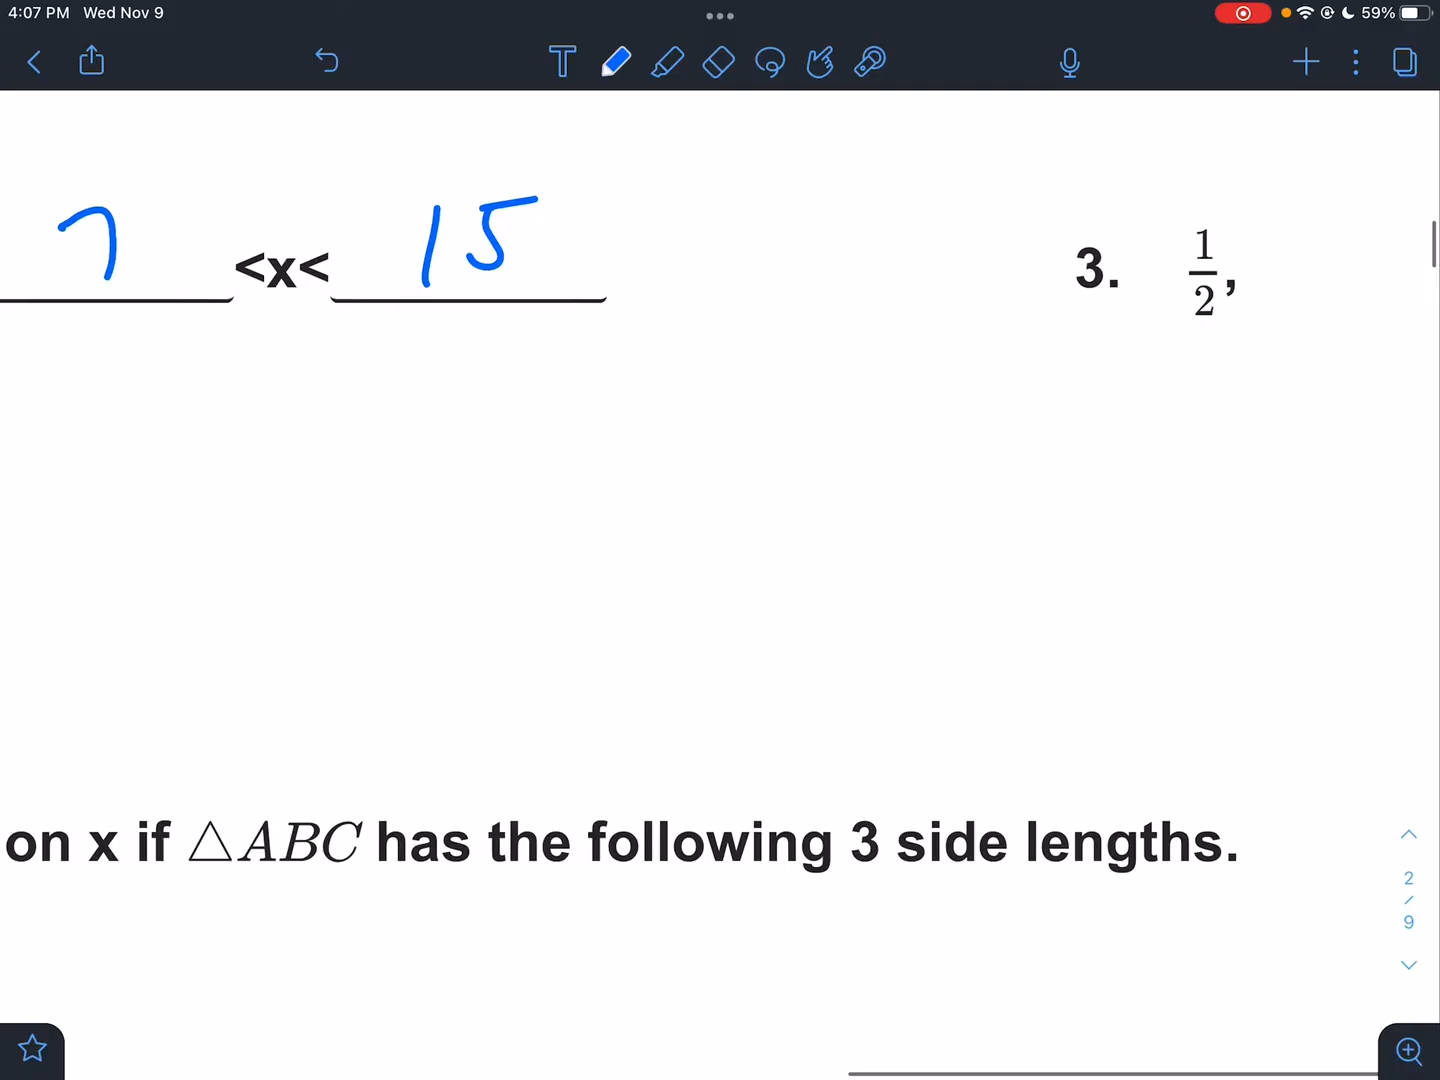 4:07 PM Wed Nov 9
59%
T
7 <x< 15
3. 1/2,
on x if △ABC has the following 3 side lengths.
2
/
9